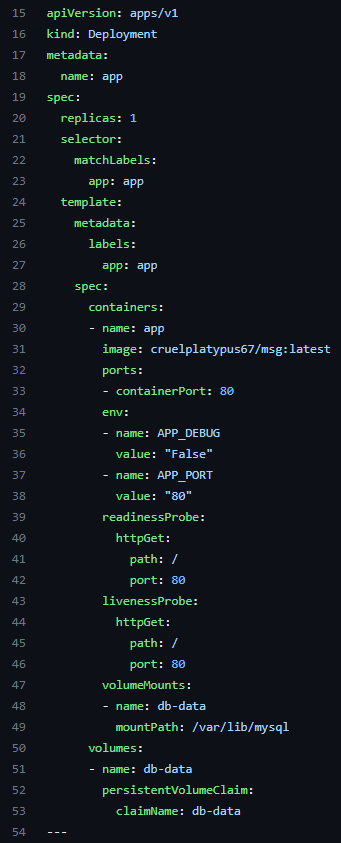 15 apiVersion: apps/v1
16 kind: Deployment
17 metadata:
18   name: app
19 spec:
20   replicas: 1
21   selector:
22     matchLabels:
23       app: app
24   template:
25     metadata:
26       labels:
27         app: app
28     spec:
29       containers:
30       - name: app
31         image: cruelplatypus67/msg:latest
32         ports:
33         - containerPort: 80
34         env:
35         - name: APP_DEBUG
36           value: "False"
37         - name: APP_PORT
38           value: "80"
39         readinessProbe:
40           httpGet:
41             path: /
42             port: 80
43         livenessProbe:
44           httpGet:
45             path: /
46             port: 80
47         volumeMounts:
48         - name: db-data
49           mountPath: /var/lib/mysql
50       volumes:
51       - name: db-data
52         persistentVolumeClaim:
53           claimName: db-data
54 ---